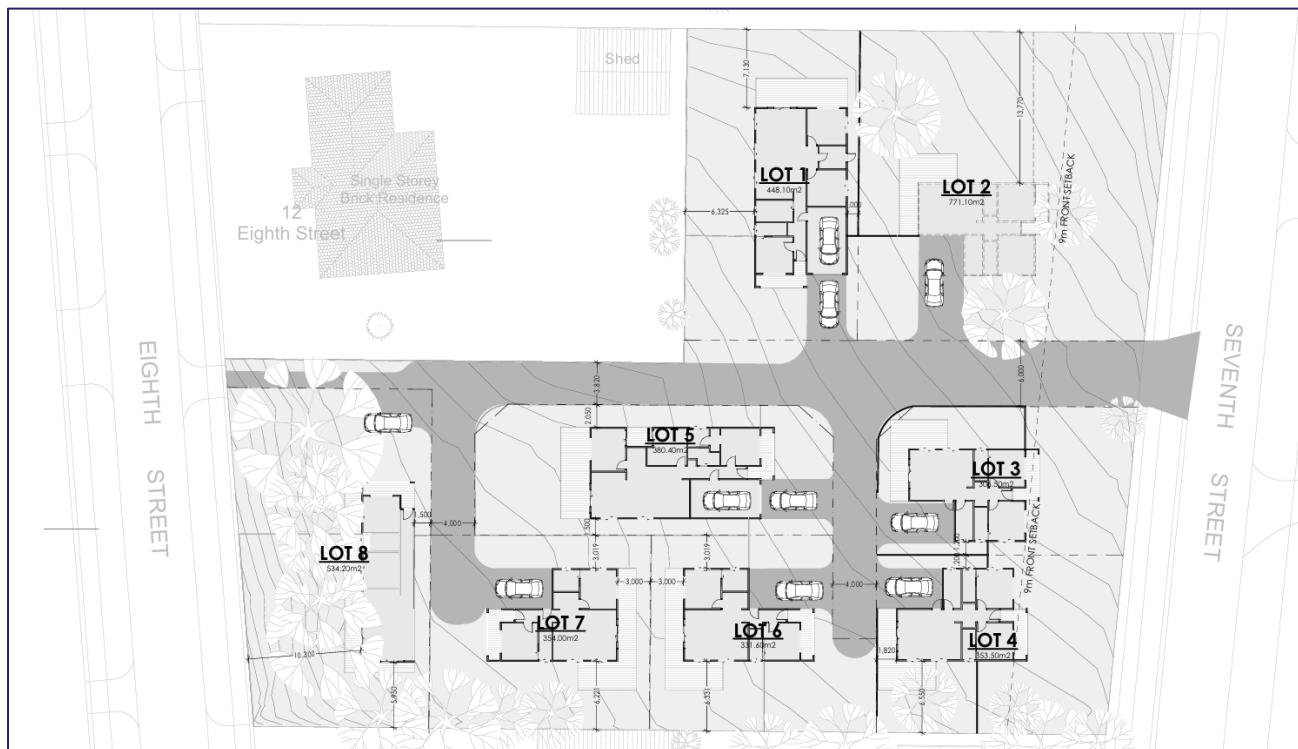 Shed
7,130
13,770
LOT 1
448.10m2
LOT 2
771.10m2
9m FRONT SETBACK
Single Storey
Brick Residence
12
Eighth Street
6,325
EIGHTH STREET
SEVENTH STREET
3,820
6,000
2,050
LOT 5
380.40m2
LOT 3
1,500
4,000
LOT 8
534.20m2
3,019
3,019
3,000
3,000
4,000
9m FRONT SETBACK
LOT 7
354.00m2
LOT 6
331.60m2
LOT 4
353.50m2
1,820
10,300
5,950
6,221
6,331
6,550